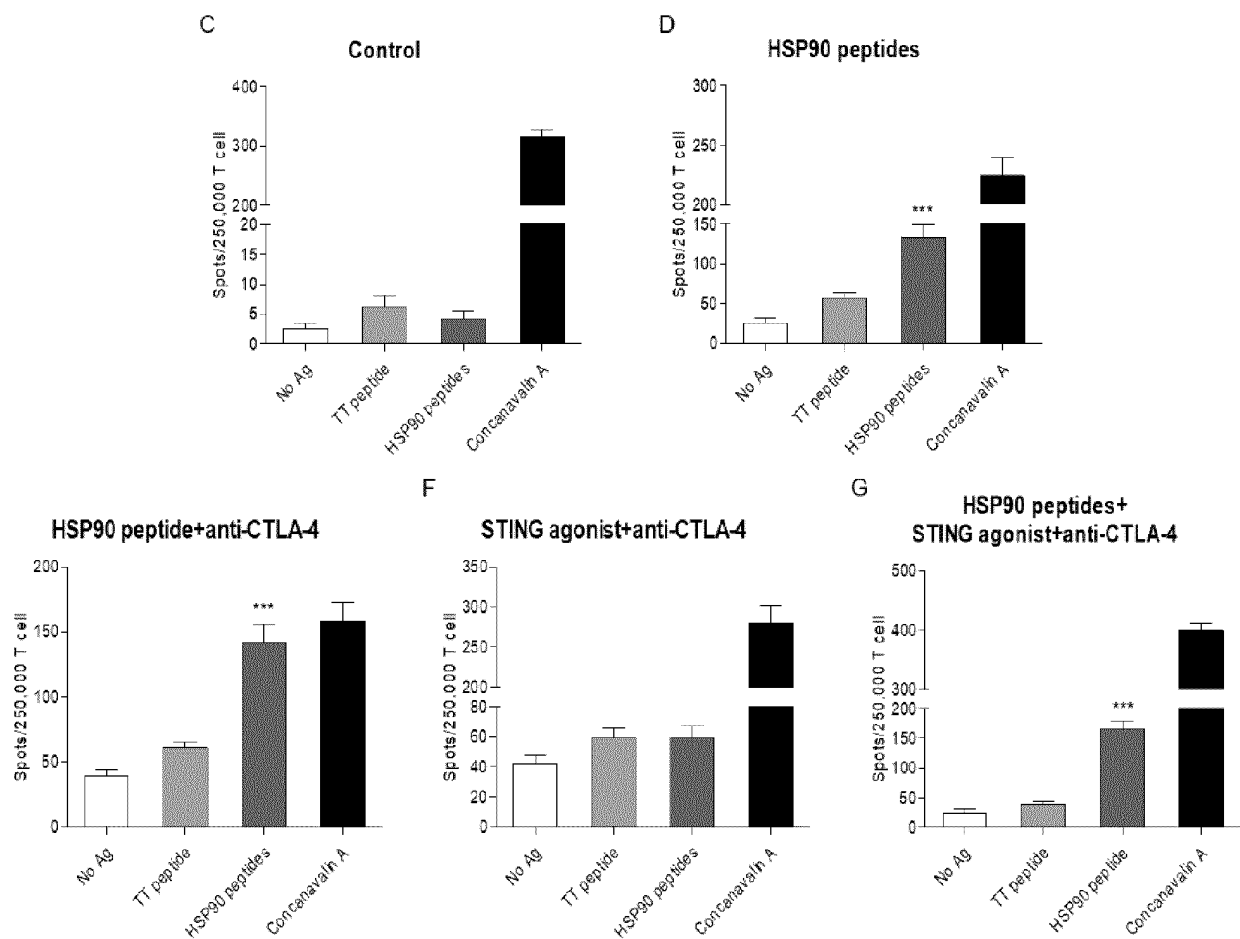 C
Control
Spots/250,000 T cell
400
300
200
20
15
10
5
0
No Ag
TT peptide
HSP90 peptides
Concanavalin A
D
HSP90 peptides
Spots/250,000 T cell
300
250
200
150
100
50
0
***
No Ag
TT peptide
HSP90 peptides
Concanavalin A
HSP90 peptide+anti-CTLA-4
Spots/250,000 T cell
200
150
100
50
0
***
No Ag
TT peptide
HSP90 peptides
Concanavalin A
F
STING agonist+anti-CTLA-4
Spots/250,000 T cell
350
300
250
200
80
60
40
20
0
No Ag
TT peptide
HSP90 peptides
Concanavalin A
G
HSP90 peptides+
STING agonist+anti-CTLA-4
Spots/250,000 T cell
500
400
300
200
150
100
50
0
***
No Ag
TT peptide
HSP90 peptide
Concanavalin A